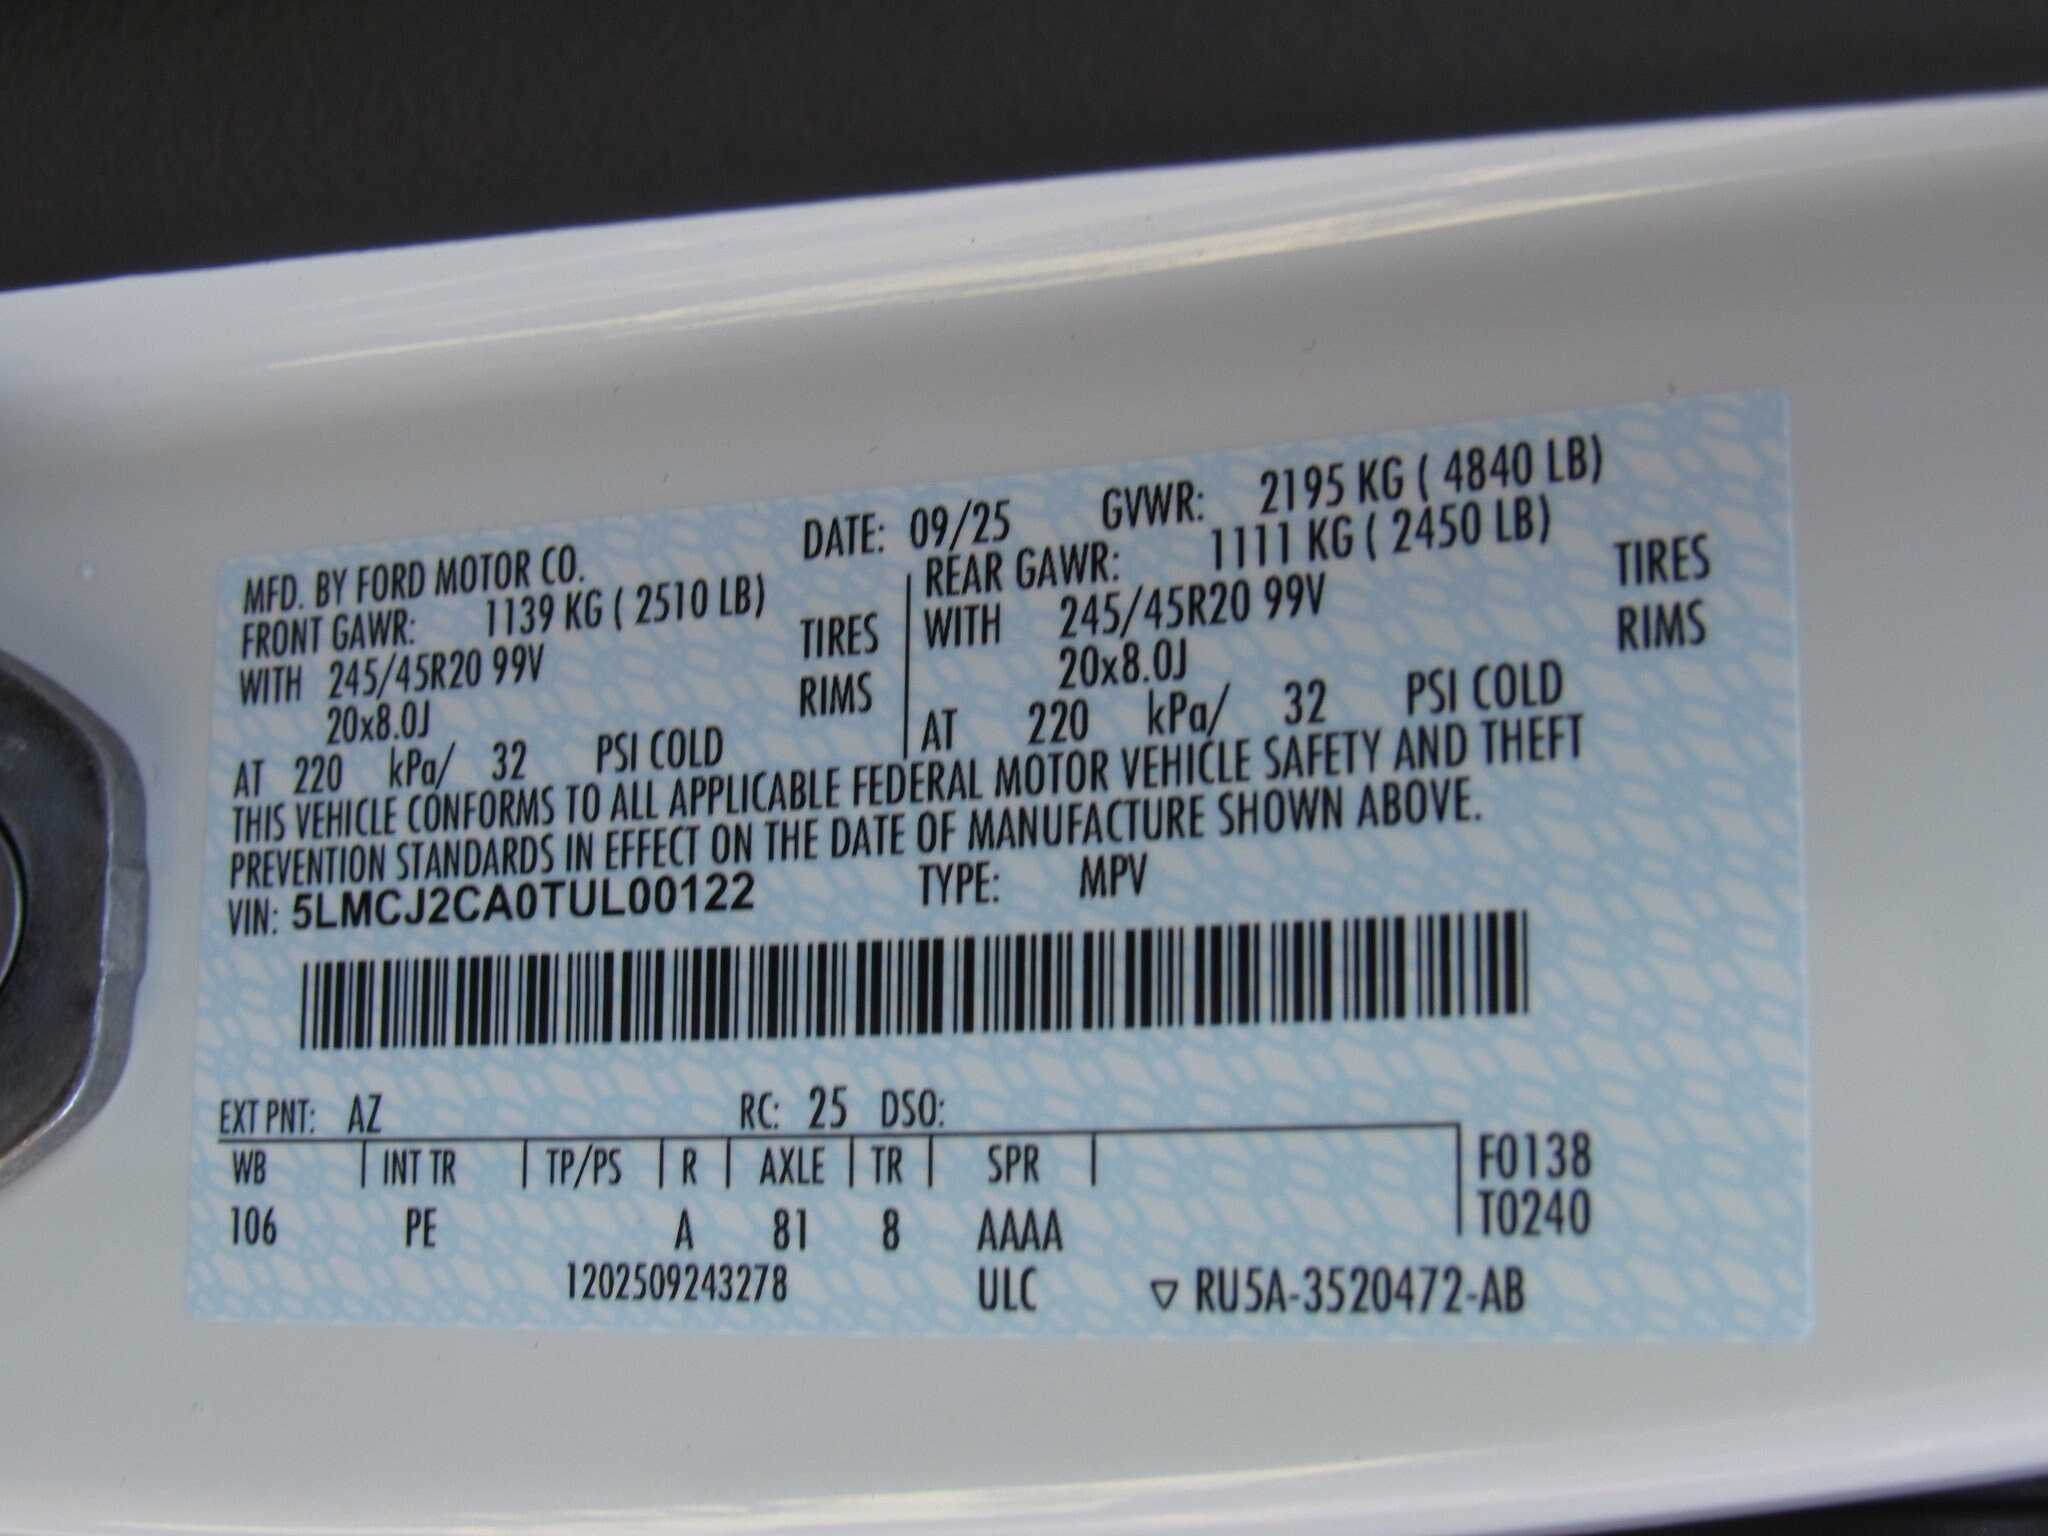 MFD. BY FORD MOTOR CO. DATE: 09/25 GVWR: 2195 KG ( 4840 LB)
FRONT GAWR: 1139 KG ( 2510 LB) REAR GAWR: 1111 KG ( 2450 LB)
WITH 245/45R20 99V TIRES WITH 245/45R20 99V TIRES
20x8.0J RIMS 20x8.0J RIMS
AT 220 kPa/ 32 PSI COLD AT 220 kPa/ 32 PSI COLD
THIS VEHICLE CONFORMS TO ALL APPLICABLE FEDERAL MOTOR VEHICLE SAFETY AND THEFT
PREVENTION STANDARDS IN EFFECT ON THE DATE OF MANUFACTURE SHOWN ABOVE.
VIN: 5LMCJ2CA0TUL00122 TYPE: MPV
EXT PNT: AZ RC: 25 DSO:
WB INT TR TP/PS R AXLE TR SPR F0138
106 PE A 81 8 AAAA T0240
1202509243278 ULC ▽ RU5A-3520472-AB